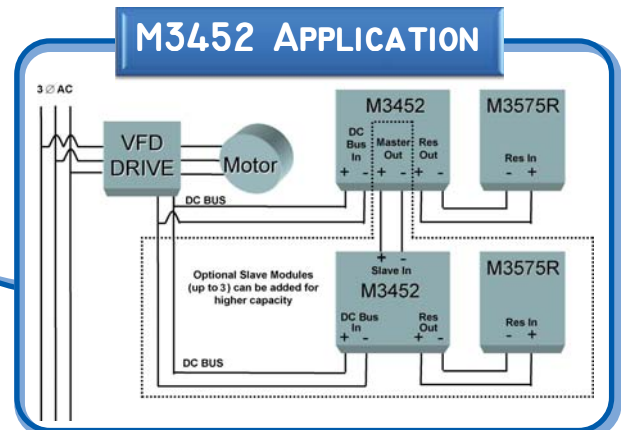 M3452 APPLICATION
3 Ø AC
VFD
DRIVE
Motor
DC BUS
M3452
DC
Bus
In
+ -
Master
Out
+ -
Res
Out
+ -
M3575R
Res In
- +
Optional Slave Modules
(up to 3) can be added for
higher capacity
+ -
Slave In
M3452
DC Bus
In
+ -
Res
Out
+ -
M3575R
Res In
- +
DC BUS